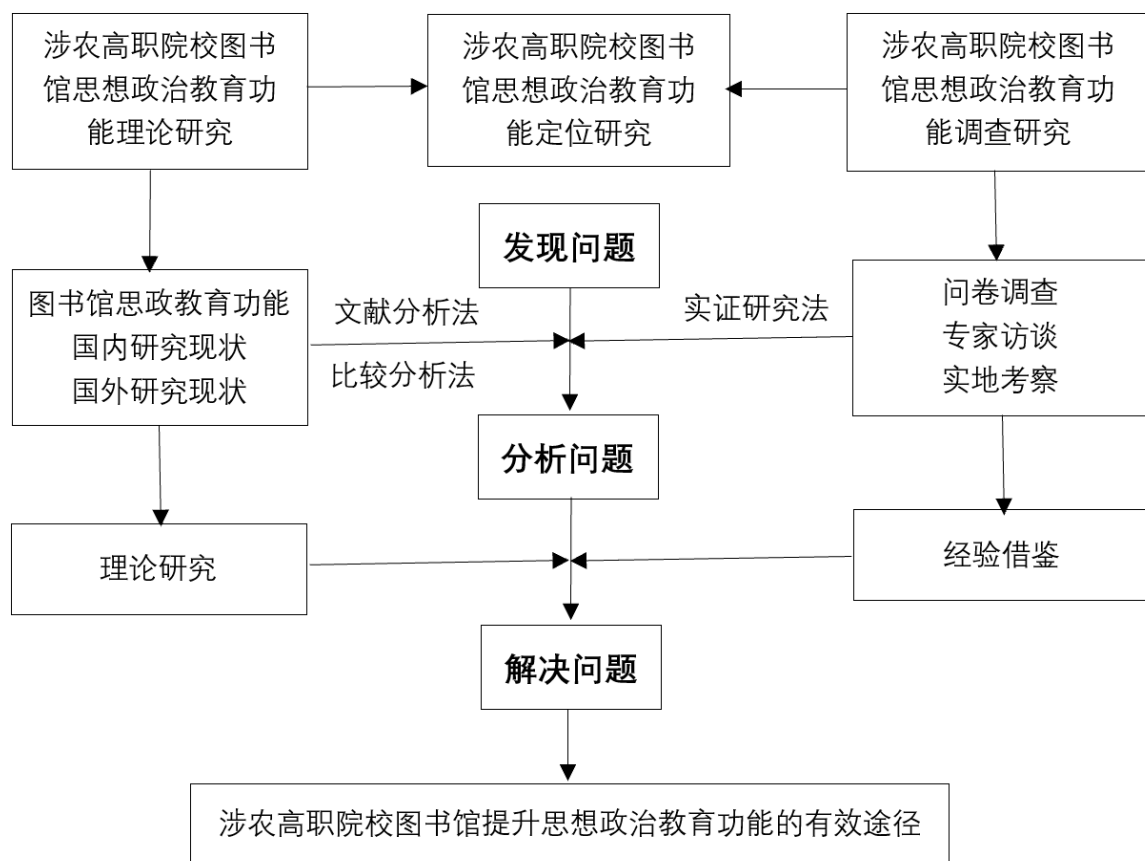 涉农高职院校图书
馆思想政治教育功
能理论研究
涉农高职院校图书
馆思想政治教育功
能定位研究
涉农高职院校图书
馆思想政治教育功
能调查研究
发现问题
图书馆思政教育功能
国内研究现状
国外研究现状
文献分析法
比较分析法
实证研究法
问卷调查
专家访谈
实地考察
分析问题
理论研究
经验借鉴
解决问题
涉农高职院校图书馆提升思想政治教育功能的有效途径